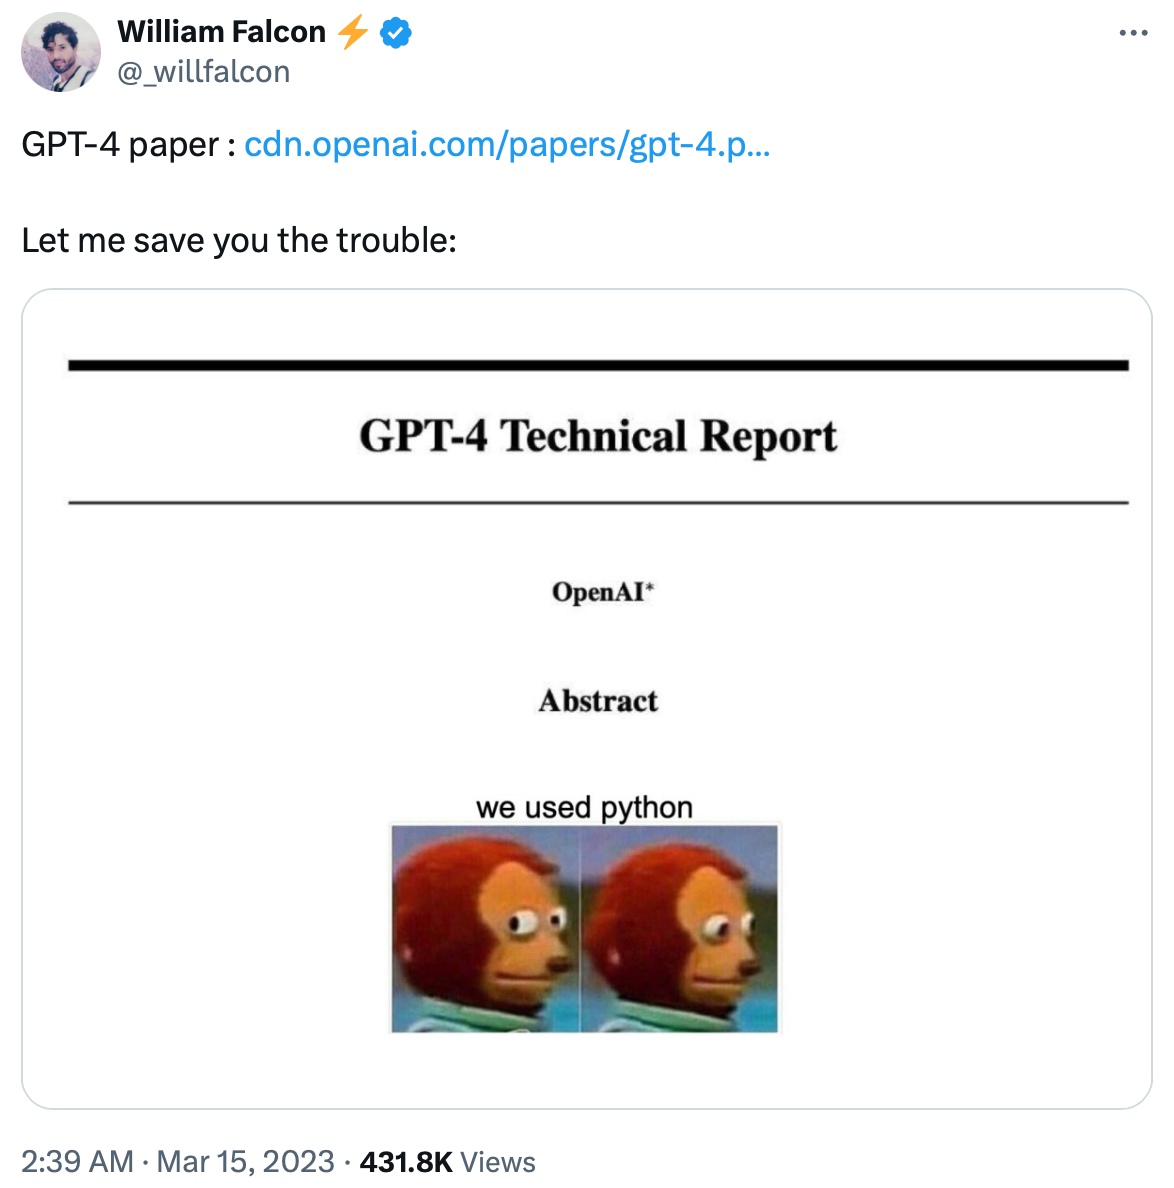 William Falcon ⚡
@_willfalcon
GPT-4 paper : cdn.openai.com/papers/gpt-4.p...
Let me save you the trouble:
GPT-4 Technical Report
OpenAI*
Abstract
we used python
2:39 AM · Mar 15, 2023 · 431.8K Views